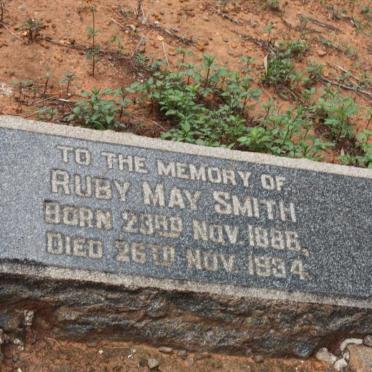 TO THE MEMORY OF
RUBY MAY SMITH
BORN 23RD NOV. 1886.,
DIED 26TH NOV. 1934.